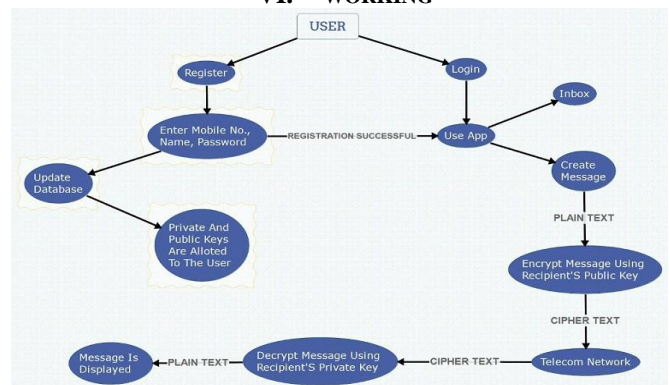 VI. WORKING
USER
Register
Login
Inbox
Enter Mobile No.,
Name, Password
REGISTRATION SUCCESSFUL
Use App
Update
Database
Create
Message
PLAIN TEXT
Private And
Public Keys
Are Alloted
To The User
Encrypt Message Using
Recipient'S Public Key
CIPHER TEXT
Message Is
Displayed
PLAIN TEXT
Decrypt Message Using
Recipient'S Private Key
CIPHER TEXT
Telecom Network